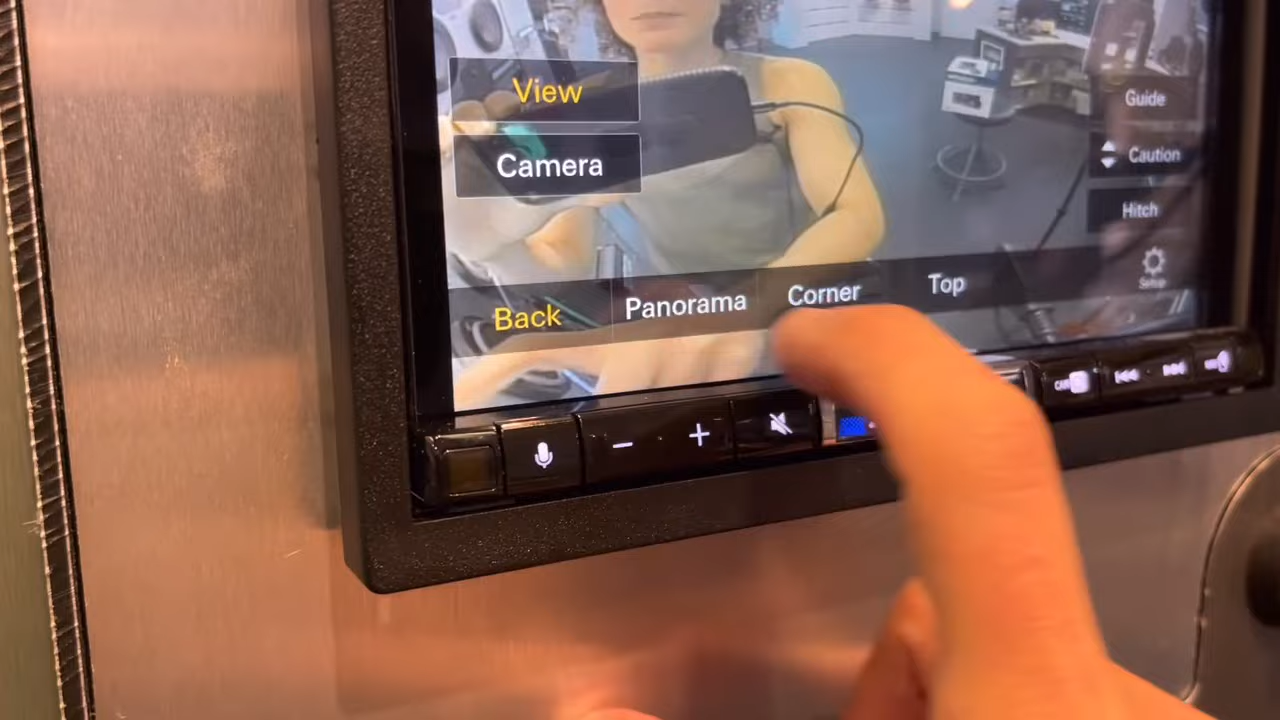 View
Camera
Guide
Caution
Hitch
Setup
Back
Panorama
Corner
Top